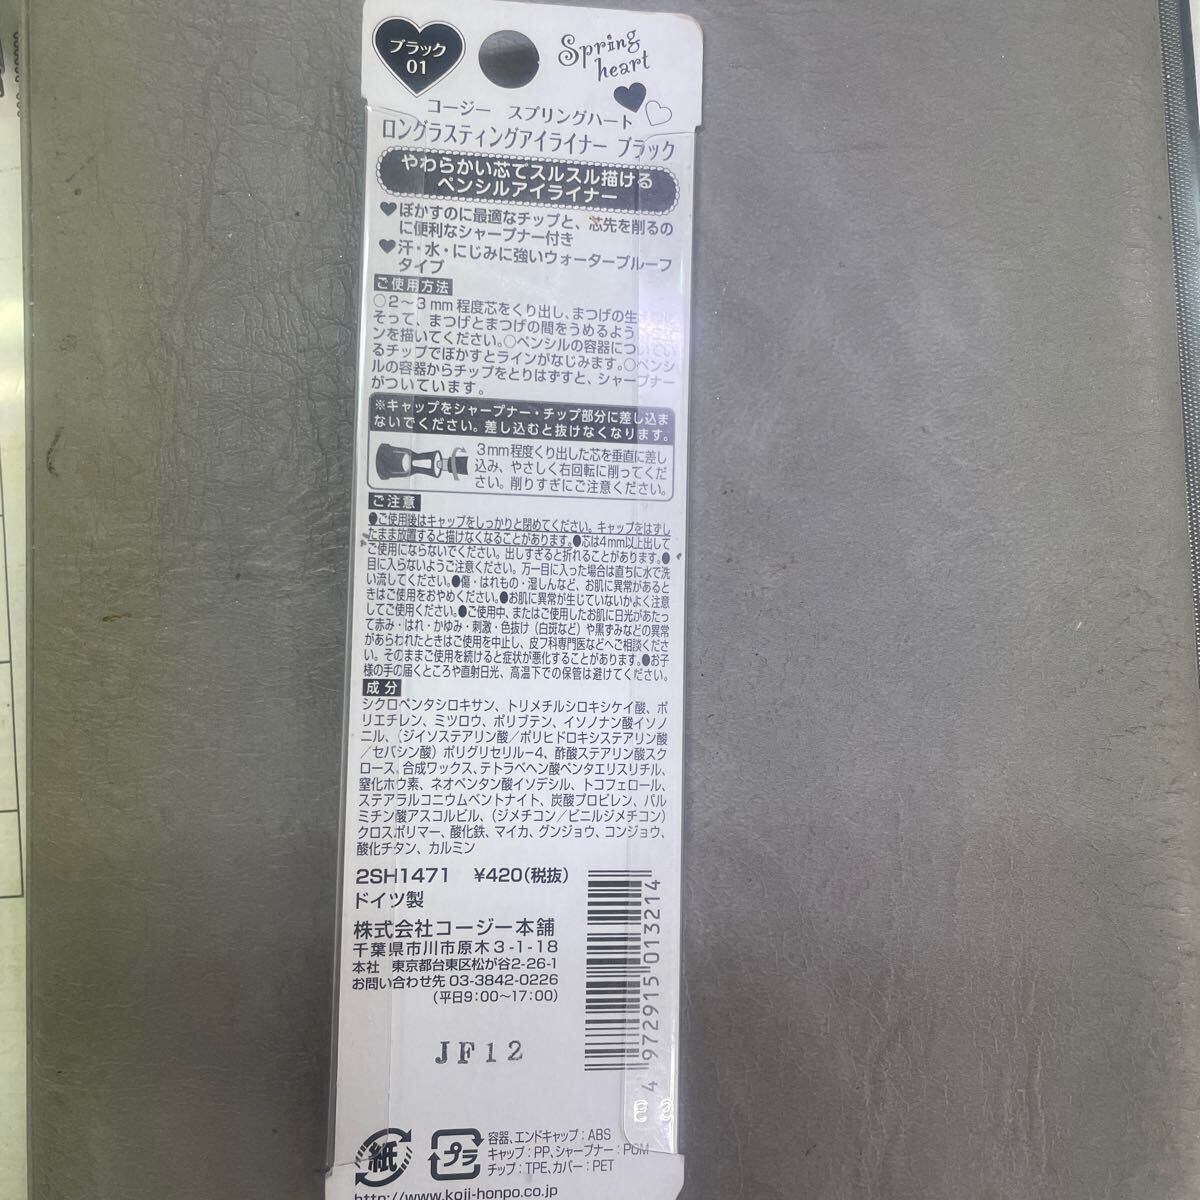 ブラック
01
Spring
heart
コージー　スプリングハート
ロングラスティングアイライナー ブラック
やわらかい芯でスルスル描ける
ペンシルアイライナー
♥ぼかすのに最適なチップと、芯先を削るの
に便利なシャープナー付き
♥汗・水・にじみに強いウォータープルーフ
タイプ
ご使用方法
○2〜3mm程度芯をくり出し、まつげの生
そって、まつげとまつげの間をうめるよう
ンを描いてください。○ペンシルの容器についてい
るチップでぼかすとラインがなじみます。○ペンシ
ルの容器からチップをとりはずすと、シャープナー
がついています。
※キャップをシャープナー・チップ部分に差し込ま
ないでください。差し込むと抜けなくなります。
3mm程度くり出した芯を垂直に差し
込み、やさしく右回転に削ってくだ
さい。削りすぎにご注意ください。
ご注意
●ご使用後はキャップをしっかりと閉めてください。キャップをはずし
たまま放置すると描けなくなることがあります。●芯は4mm以上出して
ご使用にならないでください。出しすぎると折れることがあります。●
目に入らないようご注意ください。万一目に入った場合は直ちに水で洗
い流してください。●傷・はれもの・湿しんなど、お肌に異常があると
きはご使用をおやめください。●お肌に異常が生じていないかよく注意
してご使用ください。●ご使用中、またはご使用したお肌に日光があたっ
て赤み・はれ・かゆみ・刺激・色抜け（白斑など）や黒ずみなどの異常
があらわれたときはご使用を中止し、皮フ科専門医などへご相談くださ
い。そのままご使用を続けると症状が悪化することがあります。●お子
様の手の届くところや直射日光、高温下での保管は避けてください。
成分
シクロペンタシロキサン、トリメチルシロキシケイ酸、ポ
リエチレン、ミツロウ、ポリブテン、イソノナン酸イソノ
ニル、（ジイソステアリン酸／ポリヒドロキシステアリン酸
／セバシン酸）ポリグリセリル-4、酢酸ステアリン酸スク
ロース、合成ワックス、テトラベヘン酸ペンタエリスリチル、
窒化ホウ素、ネオペンタン酸イソデシル、トコフェロール、
ステアラルコニウムベントナイト、炭酸プロピレン、パル
ミチン酸アスコルビル、（ジメチコン／ビニルジメチコン）
クロスポリマー、酸化鉄、マイカ、グンジョウ、コンジョウ、
酸化チタン、カルミン
2SH1471　¥420(税抜)
ドイツ製
株式会社コージー本舗
千葉県市川市原木3-1-18
本社　東京都台東区松が谷2-26-1
お問い合わせ先 03-3842-0226
(平日9:00〜17:00)
4 972915 013214
JF12
紙
プラ
容器、エンドキャップ：ABS
キャップ：PP、シャープナー：POM
チップ：TPE、カバー：PET
http://www.koji-honpo.co.jp